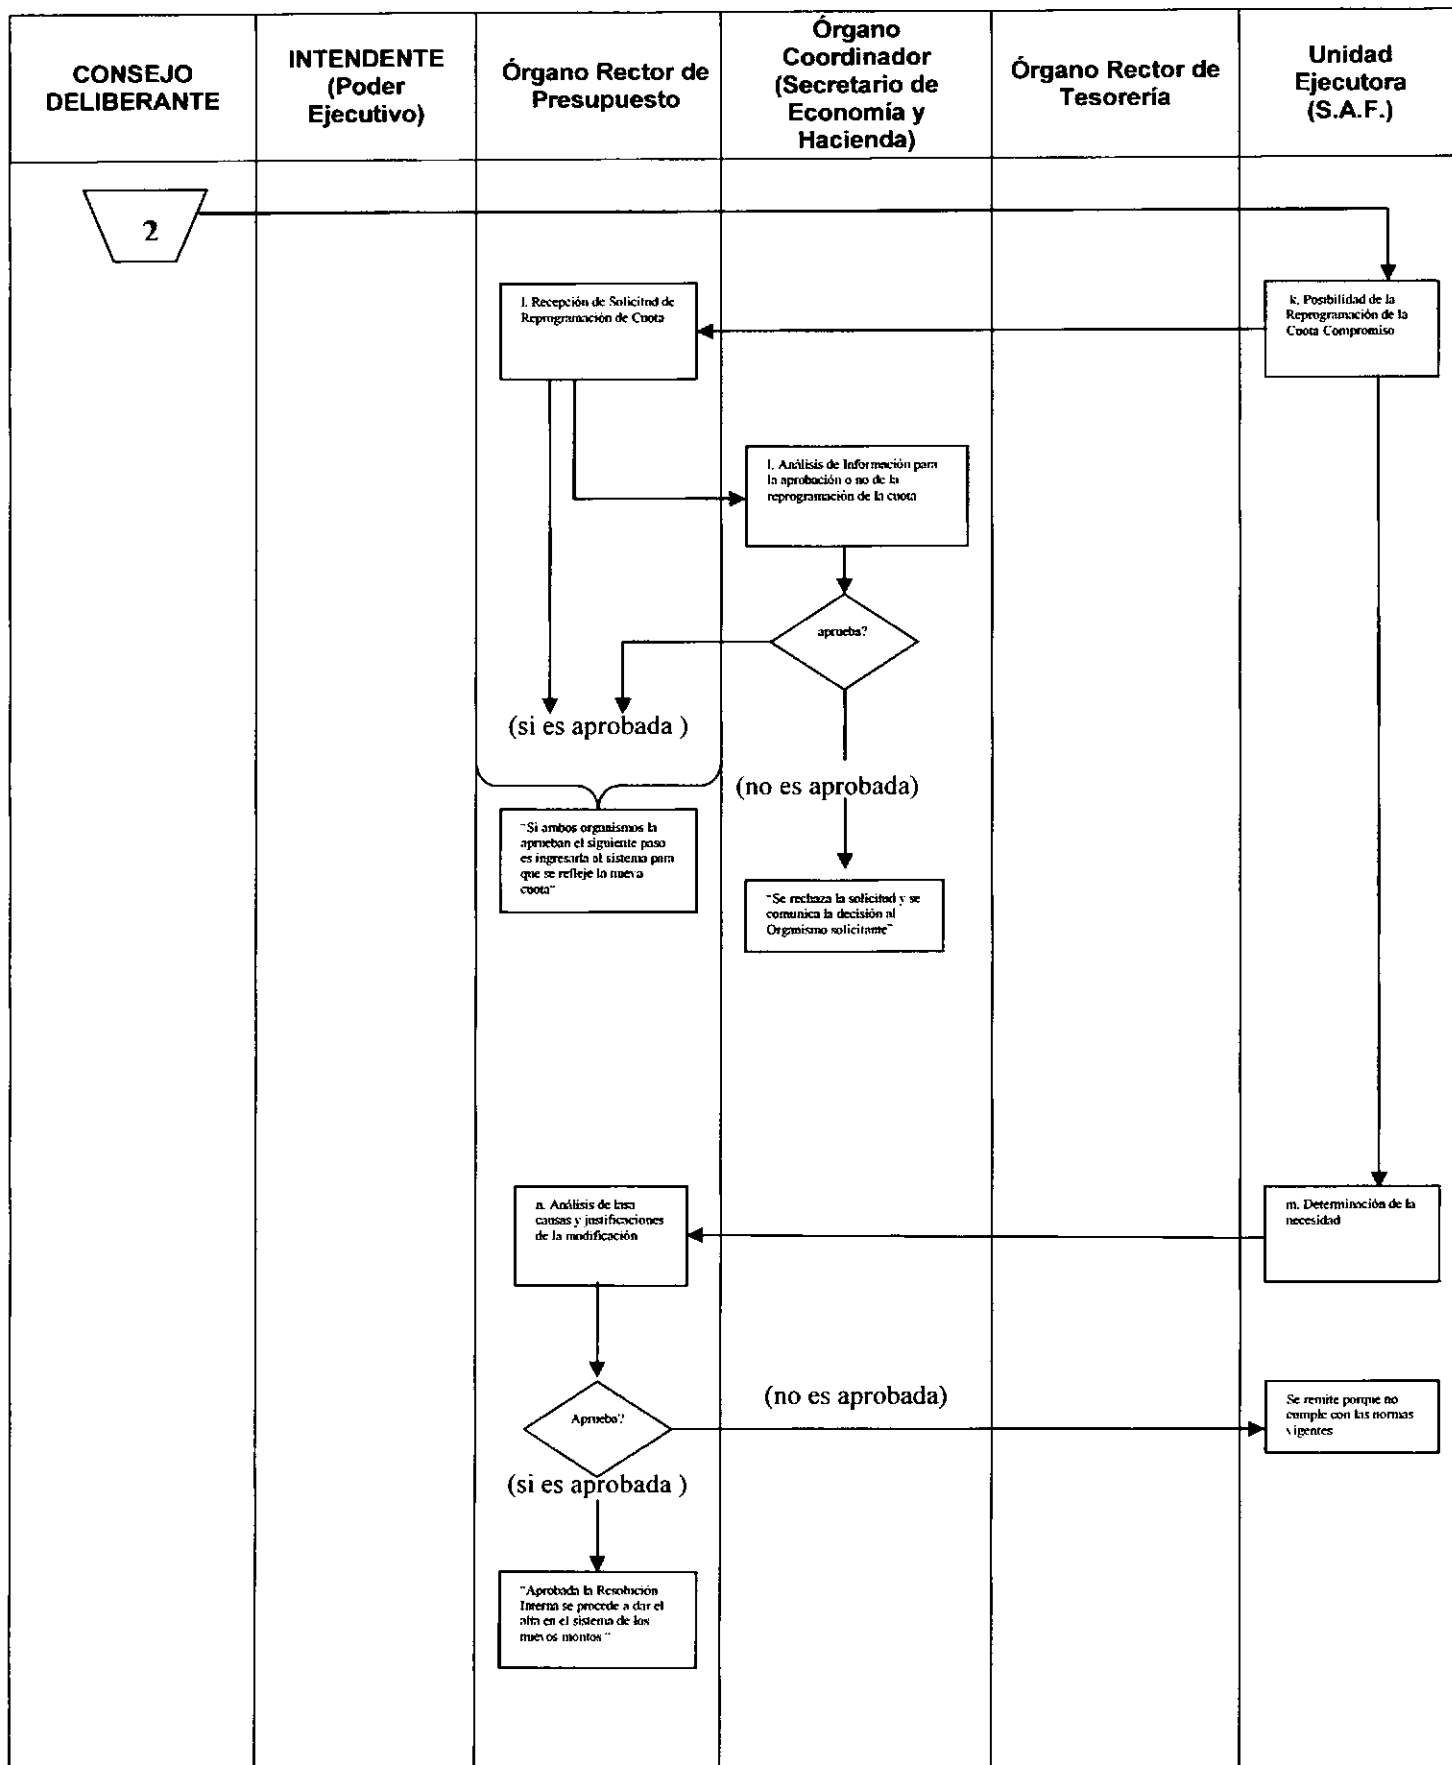 CONSEJO
DELIBERANTE
INTENDENTE
(Poder
Ejecutivo)
Órgano Rector de
Presupuesto
Órgano
Coordinador
(Secretario de
Economía y
Hacienda)
Órgano Rector de
Tesorería
Unidad
Ejecutora
(S.A.F.)
2
l. Recepción de Solicitud de
Reprogramación de Cuota
k. Posibilidad de la
Reprogramación de la
Cuota Compromiso
l. Análisis de Información para
la aprobación o no de la
reprogramación de la cuota
aprueba?
(si es aprobada )
(no es aprobada)
"Si ambos organismos la
aprueban el siguiente paso
es ingresarla al sistema para
que se refleje la nueva
cuota"
"Se rechaza la solicitud y se
comunica la decisión al
Organismo solicitante"
n. Análisis de lasa
causas y justificaciones
de la modificación
m. Determinación de la
necesidad
Aprueba?
(no es aprobada)
Se remite porque no
cumple con las normas
vigentes
(si es aprobada )
"Aprobada la Resolución
Interna se procede a dar el
alta en el sistema de los
nuevos montos"